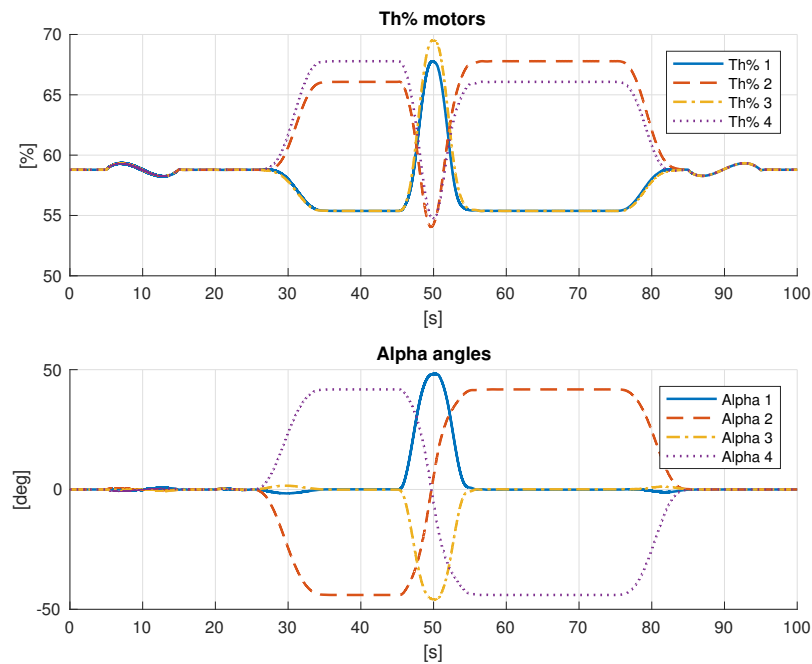 Th% motors
70
65
60
55
50
[%]
Th% 1
Th% 2
Th% 3
Th% 4
0 10 20 30 40 50 60 70 80 90 100
[s]
Alpha angles
50
0
-50
[deg]
Alpha 1
Alpha 2
Alpha 3
Alpha 4
0 10 20 30 40 50 60 70 80 90 100
[s]